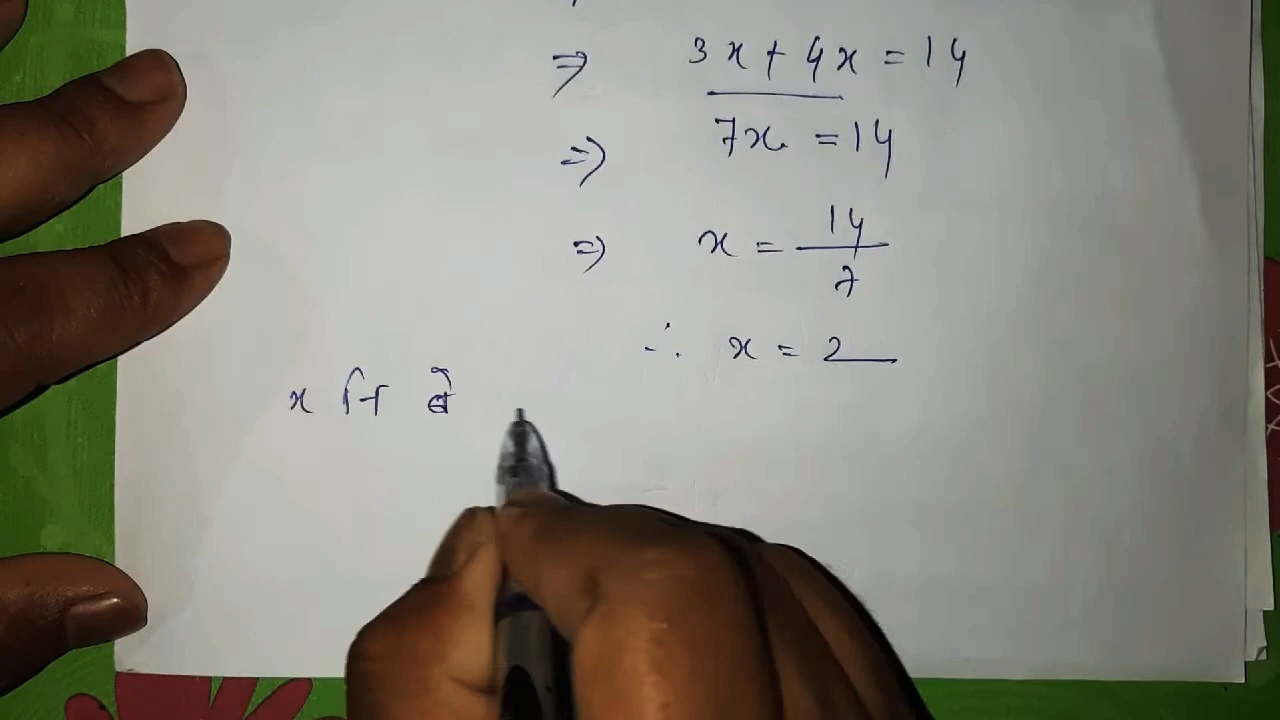 ⇒ 3x + 4x = 14
⇒ 7x = 14
⇒ x = 14/7
∴ x = 2
x